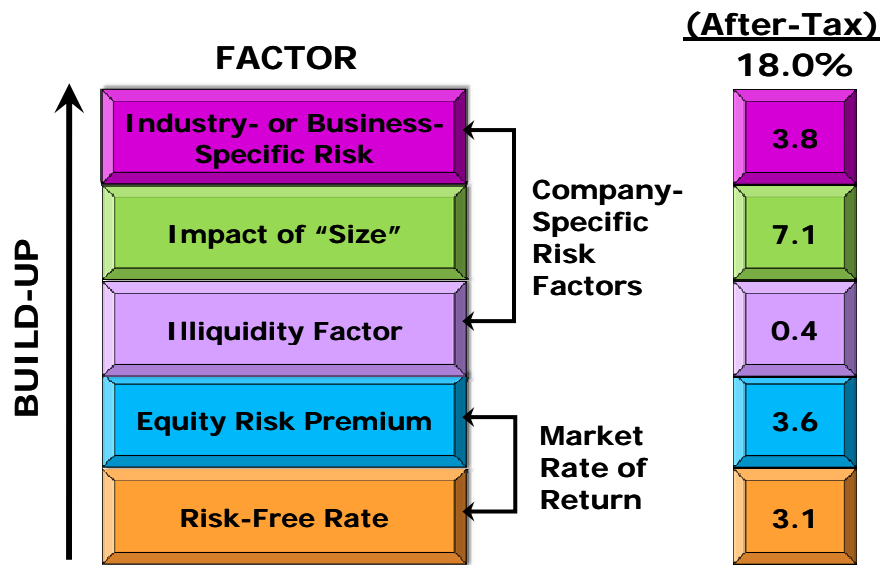 (After-Tax)
18.0%
FACTOR
BUILD-UP
Industry- or Business-
Specific Risk
3.8
Impact of “Size”
7.1
Illiquidity Factor
0.4
Company-
Specific
Risk
Factors
Equity Risk Premium
3.6
Risk-Free Rate
3.1
Market
Rate of
Return